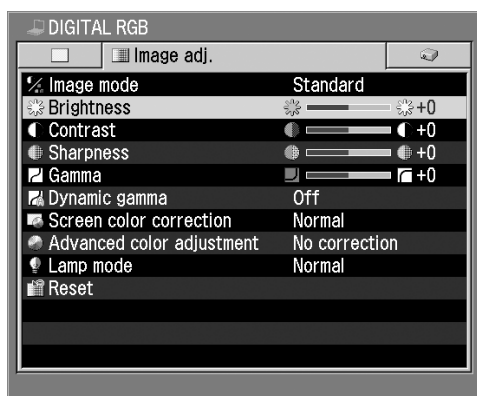 DIGITAL RGB
Image adj.
Image mode Standard
Brightness +0
Contrast +0
Sharpness +0
Gamma +0
Dynamic gamma Off
Screen color correction Normal
Advanced color adjustment No correction
Lamp mode Normal
Reset